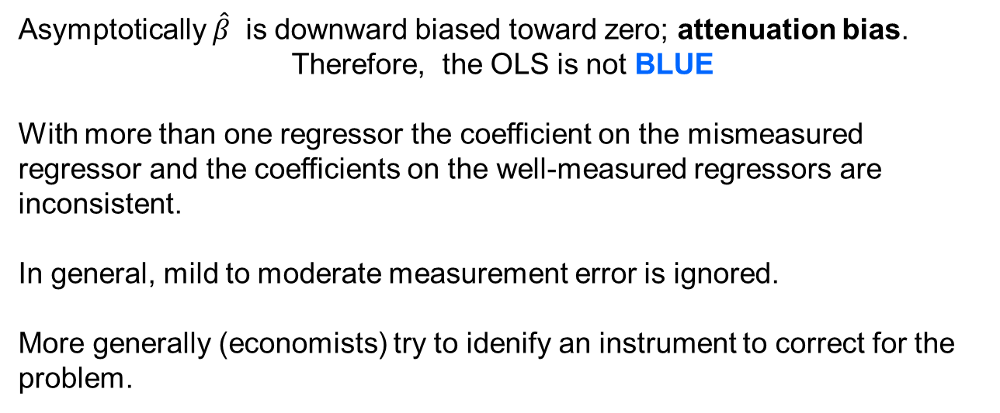 Asymptotically β̂ is downward biased toward zero; attenuation bias.
Therefore, the OLS is not BLUE
With more than one regressor the coefficient on the mismeasured
regressor and the coefficients on the well-measured regressors are
inconsistent.
In general, mild to moderate measurement error is ignored.
More generally (economists) try to idenify an instrument to correct for the
problem.